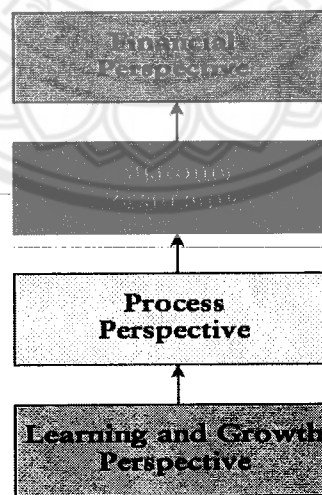 Financial
Perspective
Process
Perspective
Learning and Growth
Perspective